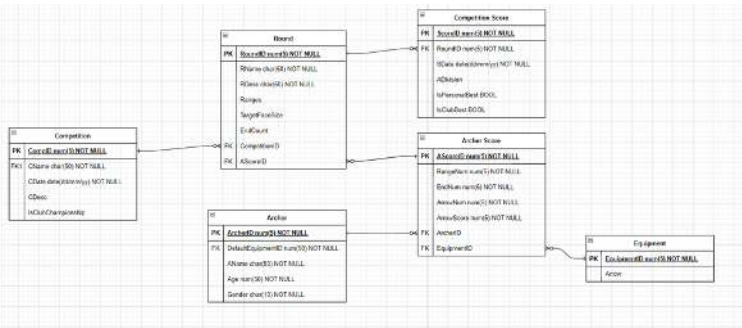 Competition Score
PK ScoreID num(5) NOT NULL
FK RoundID num(5) NOT NULL
SDate date(dd/mm/yy) NOT NULL
ADivision
IsPersonalBest BOOL
IsClubBest BOOL
Round
PK RoundID num(5) NOT NULL
RName char(50) NOT NULL
RDesc char(50) NOT NULL
Ranges
TargetFaceSize
EndCount
FK CompetitionID
FK AScoreID
Competition
PK CompID num(5) NOT NULL
CName char(50) NOT NULL
CDate date(dd/mm/yy) NOT NULL
CDesc
IsClubChampionship
Archer Score
PK AScoreID num(5) NOT NULL
RangeNum num(5) NOT NULL
EndNum num(5) NOT NULL
ArrowNum num(5) NOT NULL
ArrowScore num(5) NOT NULL
FK ArcherID
FK EquipmentID
Archer
PK ArcherID num(5) NOT NULL
FK DefaultEquipmentID num(50) NOT NULL
AName char(50) NOT NULL
Age num(50) NOT NULL
Gender char(10) NOT NULL
Equipment
PK EquipmentID num(5) NOT NULL
Arrow